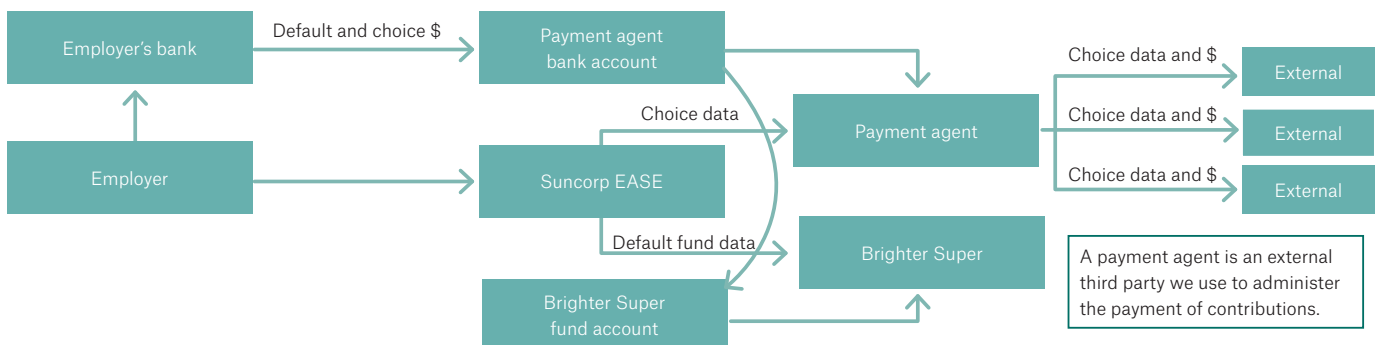 Employer's bank
Default and choice $
Payment agent
bank account
Choice data and $
External
Choice data
Payment agent
Choice data and $
External
Employer
Suncorp EASE
Choice data and $
External
Default fund data
Brighter Super
Brighter Super
fund account
A payment agent is an external
third party we use to administer
the payment of contributions.